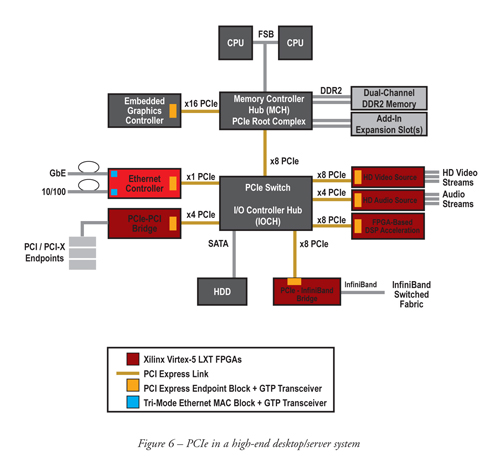 FSB
CPU
CPU
Embedded
Graphics
Controller
x16 PCIe
Memory Controller
Hub (MCH)
PCIe Root Complex
DDR2
Dual-Channel
DDR2 Memory
Add-In
Expansion Slot(s)
x8 PCIe
GbE
10/100
Ethernet
Controller
x1 PCIe
PCIe Switch
I/O Controller Hub
(IOCH)
x8 PCIe
HD Video Source
HD Video
Streams
x4 PCIe
HD Audio Source
Audio
Streams
PCIe-PCI
Bridge
x4 PCIe
x8 PCIe
FPGA-Based
DSP Acceleration
PCI / PCI-X
Endpoints
SATA
x8 PCIe
HDD
PCIe - InfiniBand
Bridge
InfiniBand
InfiniBand
Switched
Fabric
Xilinx Virtex-5 LXT FPGAs
PCI Express Link
PCI Express Endpoint Block + GTP Transceiver
Tri-Mode Ethernet MAC Block + GTP Transceiver
Figure 6 – PCIe in a high-end desktop/server system